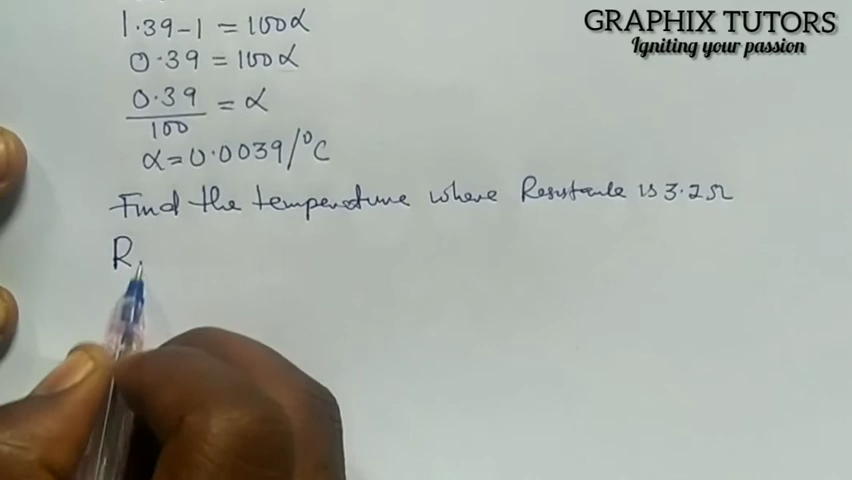 GRAPHIX TUTORS
Igniting your passion
1.39-1 = 100α
0.39 = 100α
0.39/100 = α
α=0.0039/°C
Find the temperature where Resistance is 3.2Ω
R